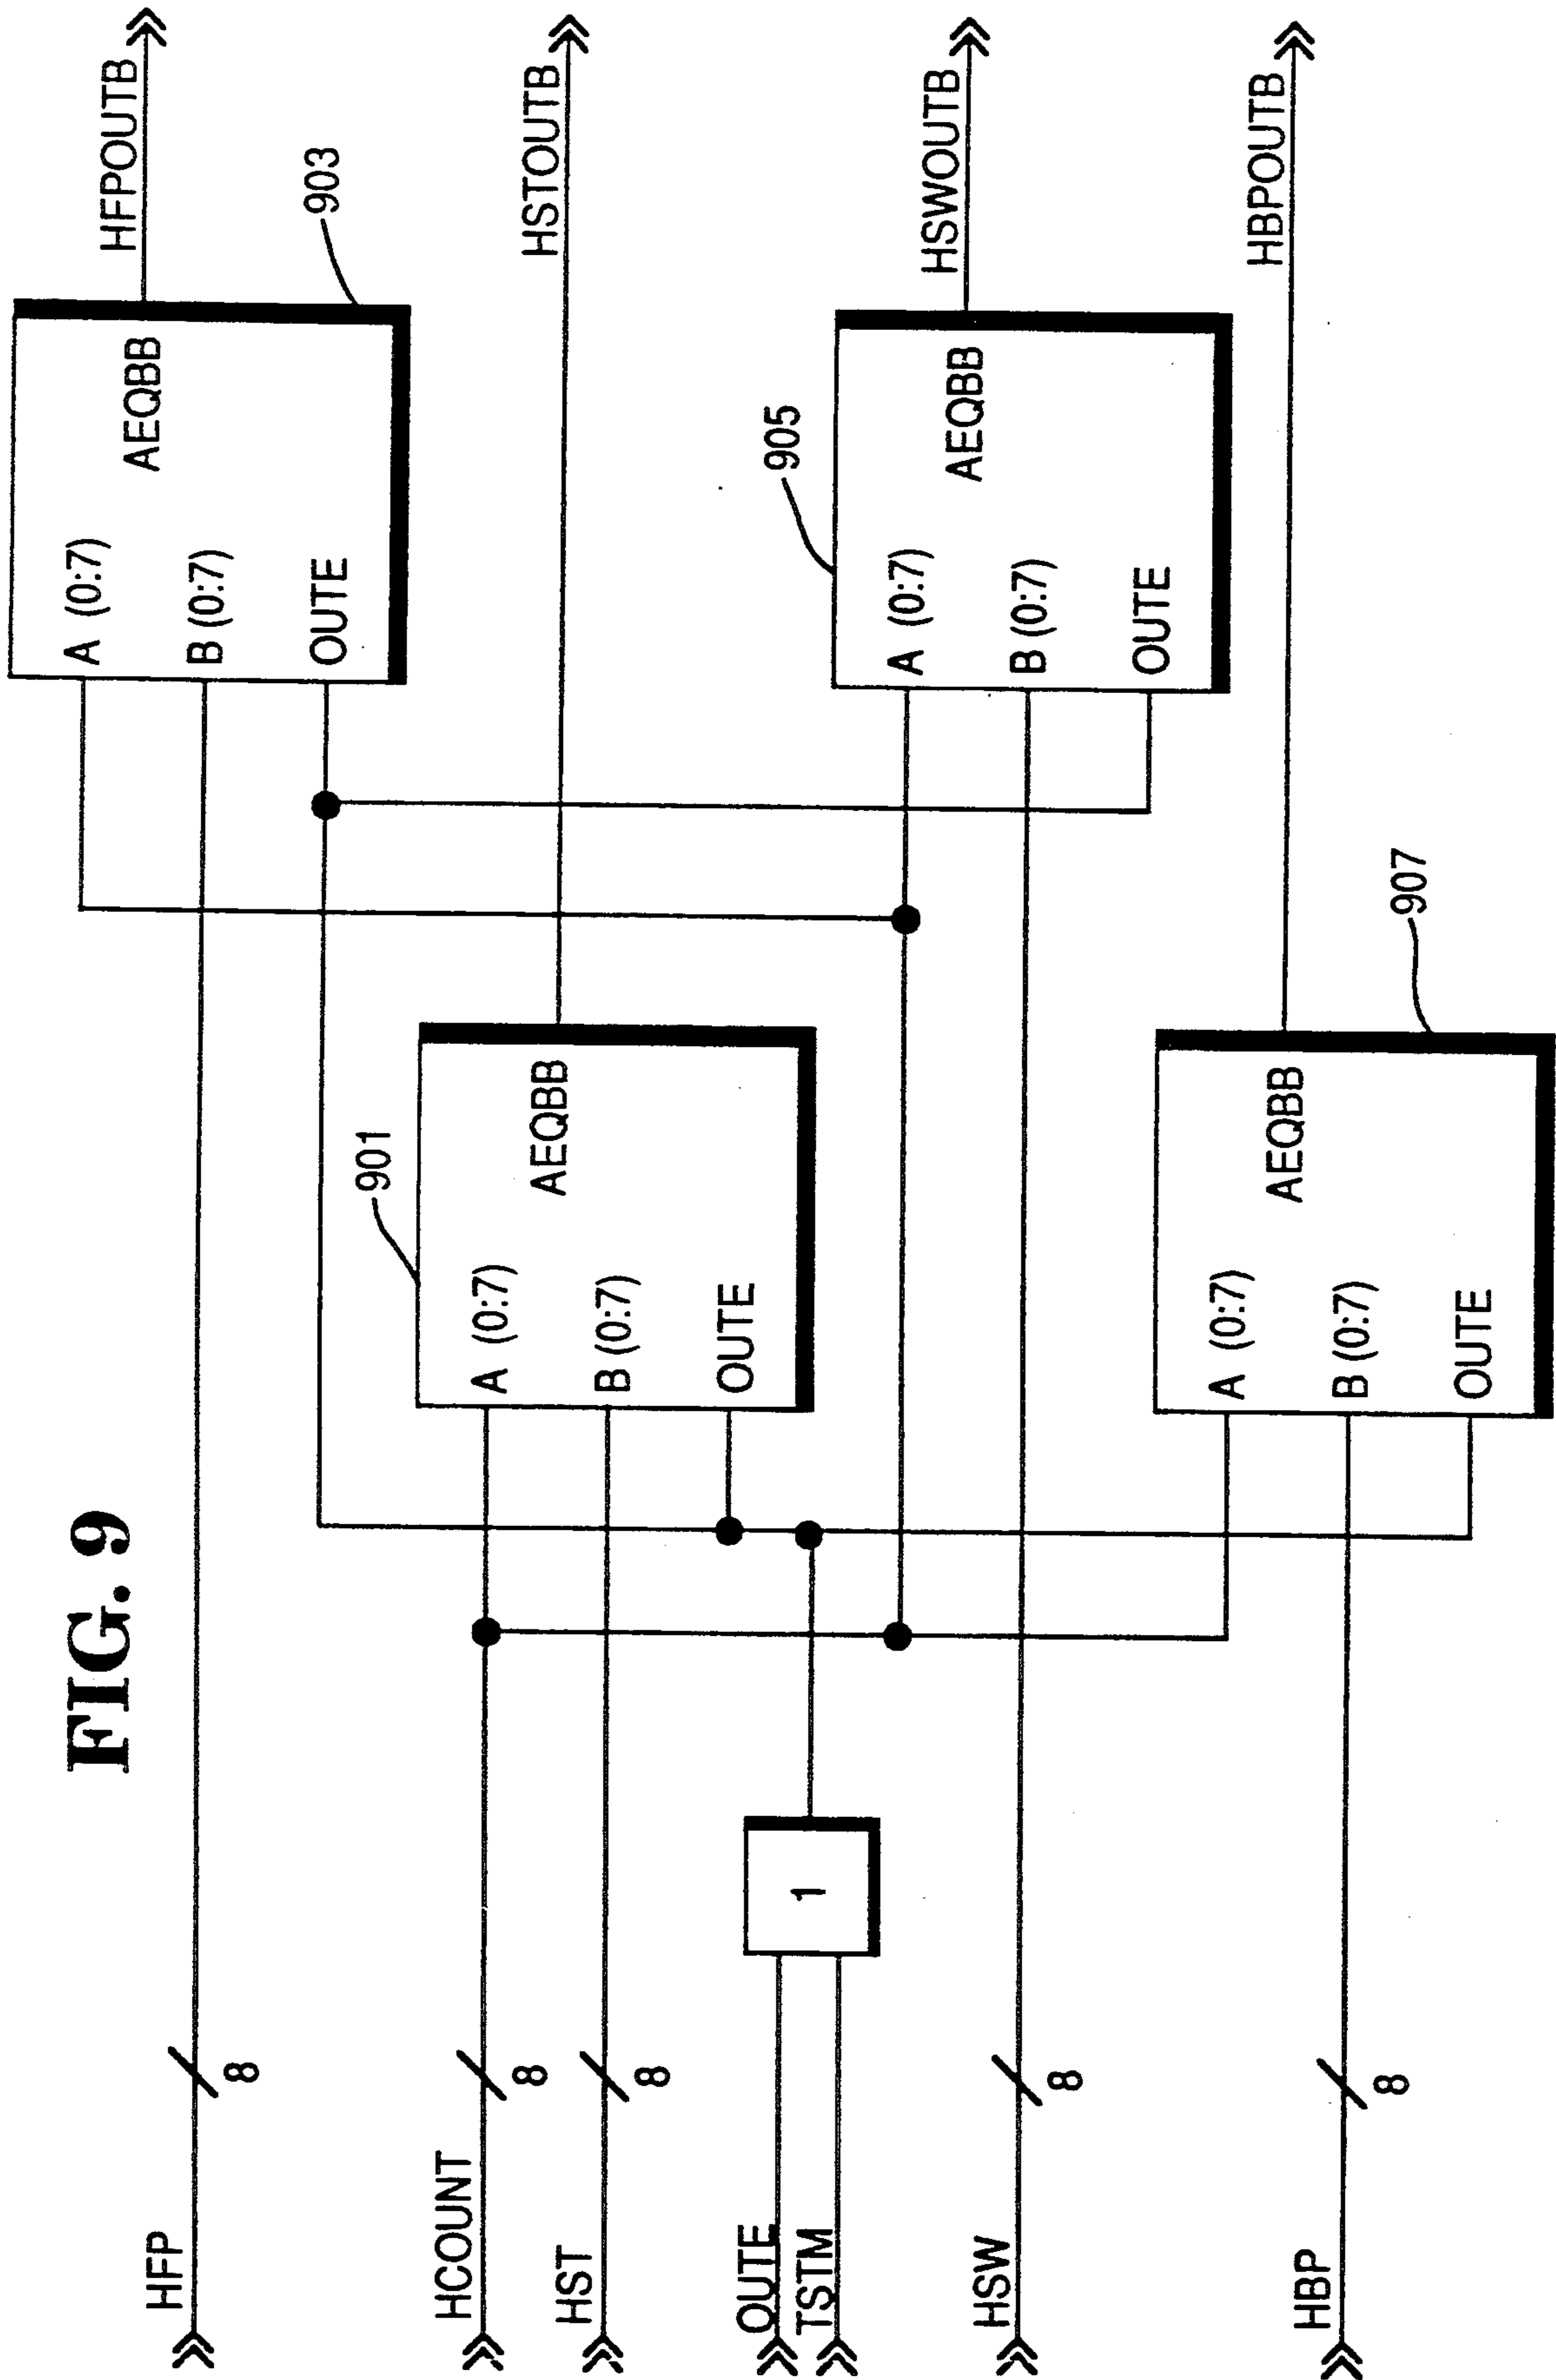 FIG. 9
HFP
8
A (0:7)
B (0:7)
OUTE
AEQBB
903
HFPOUTB
HCOUNT
8
HST
8
901
A (0:7)
B (0:7)
OUTE
AEQBB
HSTOUTB
OUTE
TSTM
1
905
A (0:7)
B (0:7)
OUTE
AEQBB
HSWOUTB
HSW
8
HBP
8
A (0:7)
B (0:7)
OUTE
AEQBB
907
HBPOUTB